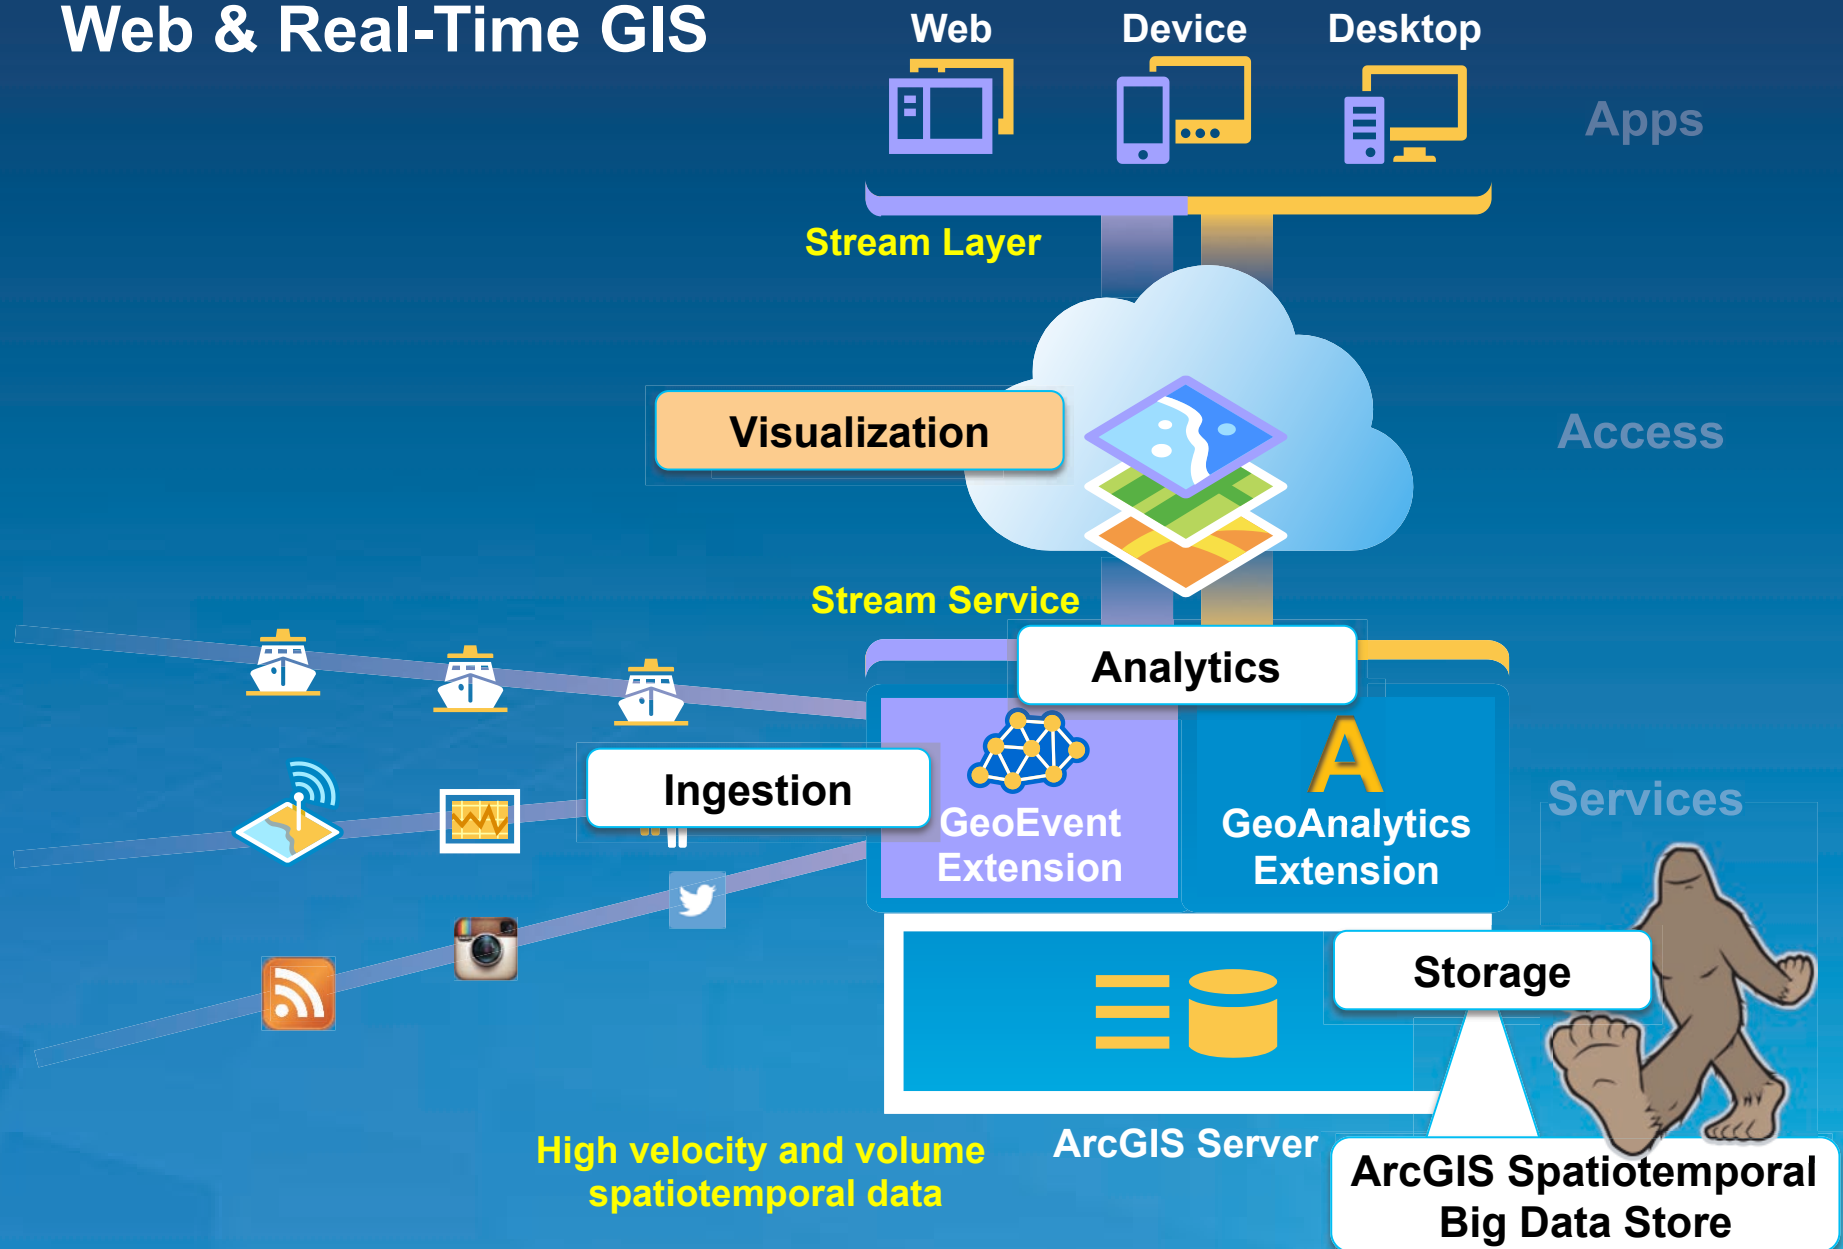 Web & Real-Time GIS
Web
Device
Desktop
Apps
Stream Layer
Visualization
Access
Stream Service
Analytics
Ingestion
GeoEvent
Extension
A
GeoAnalytics
Extension
Services
Storage
ArcGIS Server
High velocity and volume
spatiotemporal data
ArcGIS Spatiotemporal
Big Data Store